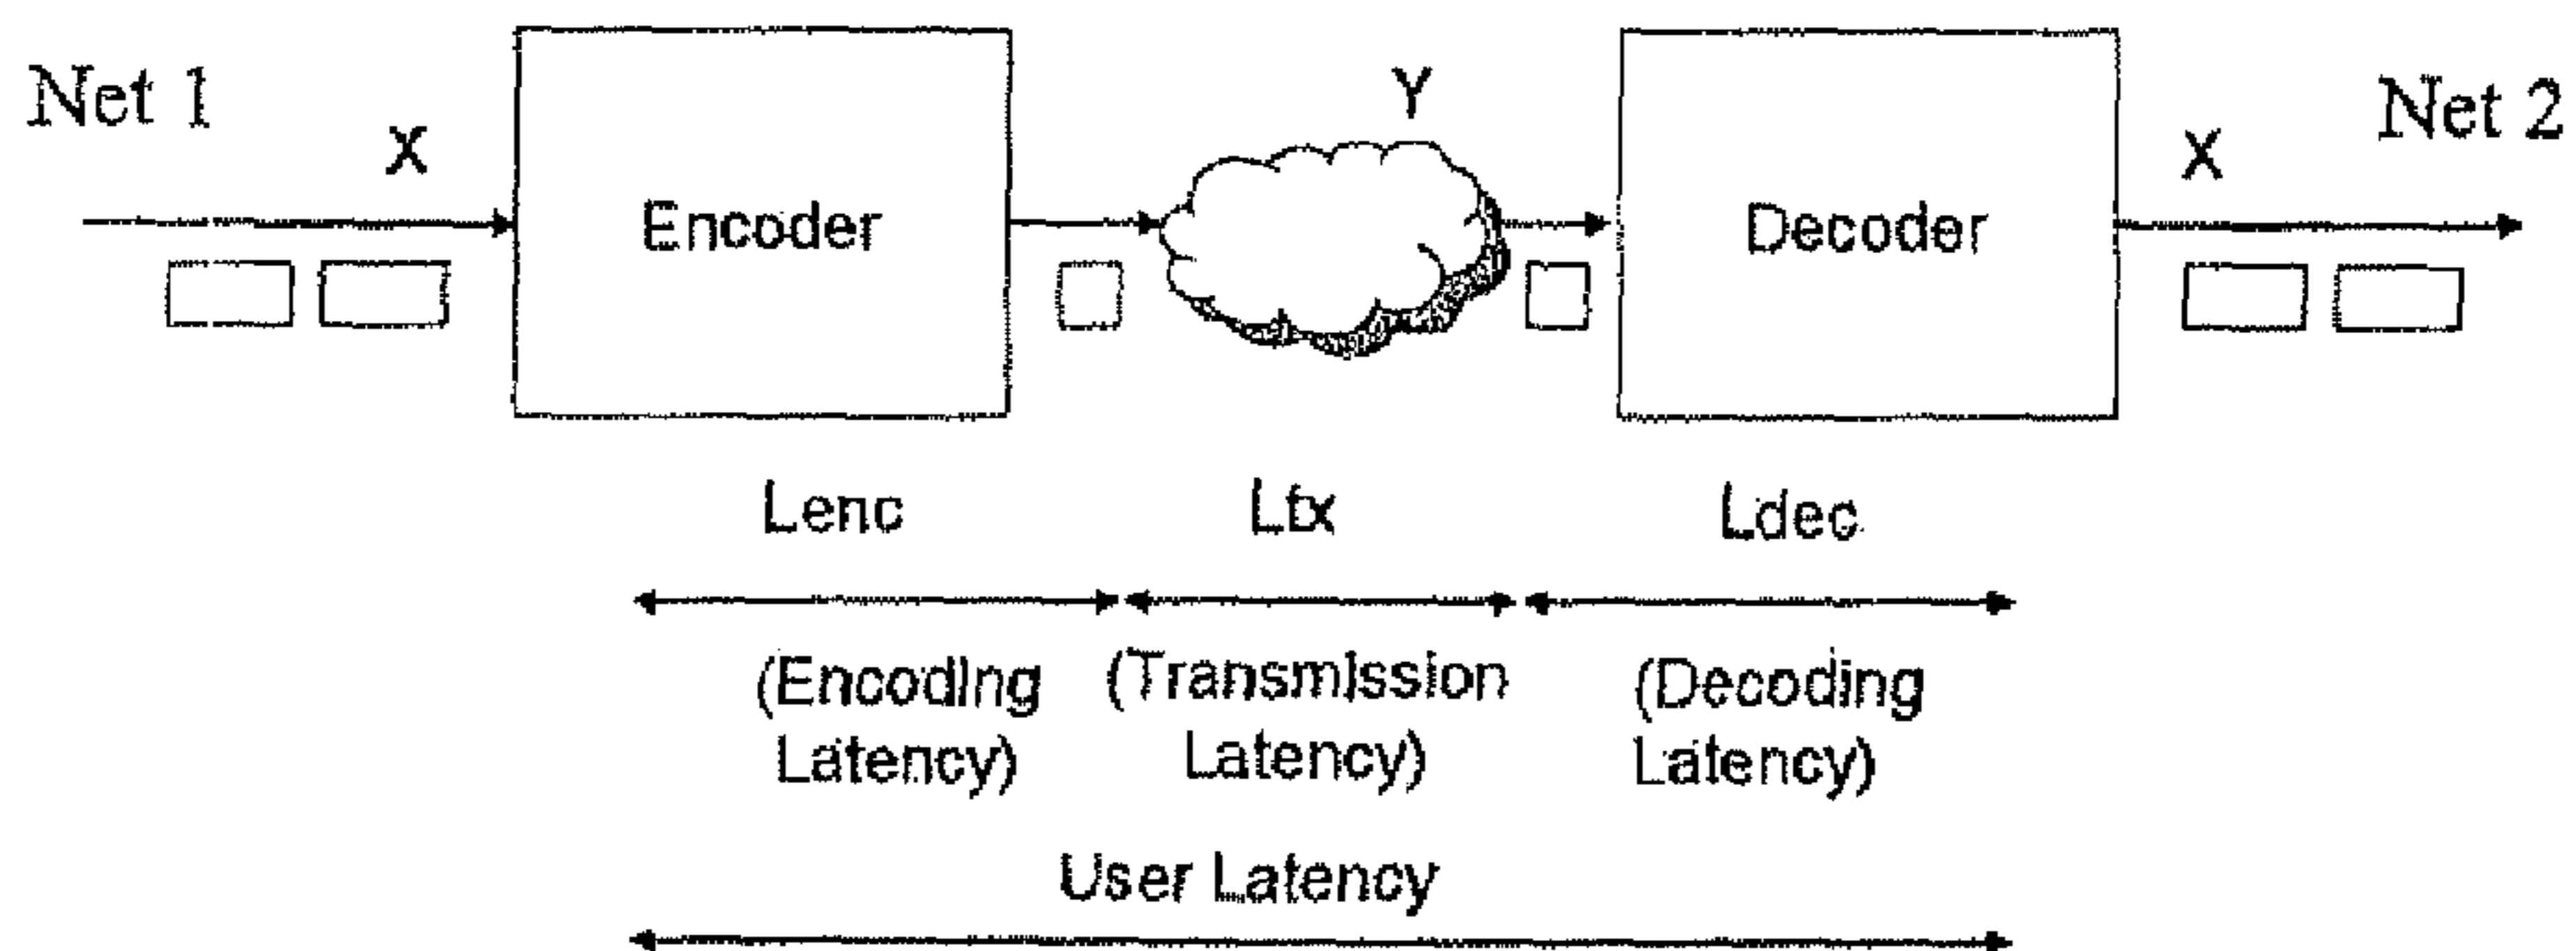 Net 1
X
Encoder
Y
Decoder
X
Net 2
Lenc
Ltx
Ldec
(Encoding
Latency)
(Transmission
Latency)
(Decoding
Latency)
User Latency